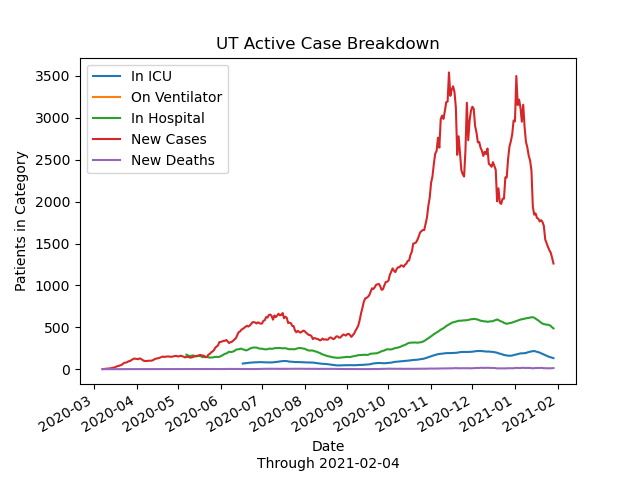 UT Active Case Breakdown
In ICU
On Ventilator
In Hospital
New Cases
New Deaths
3500
3000
2500
2000
1500
1000
500
0
Patients in Category
2020-03
2020-04
2020-05
2020-06
2020-07
2020-08
2020-09
2020-10
2020-11
2020-12
2021-01
2021-02
Date
Through 2021-02-04